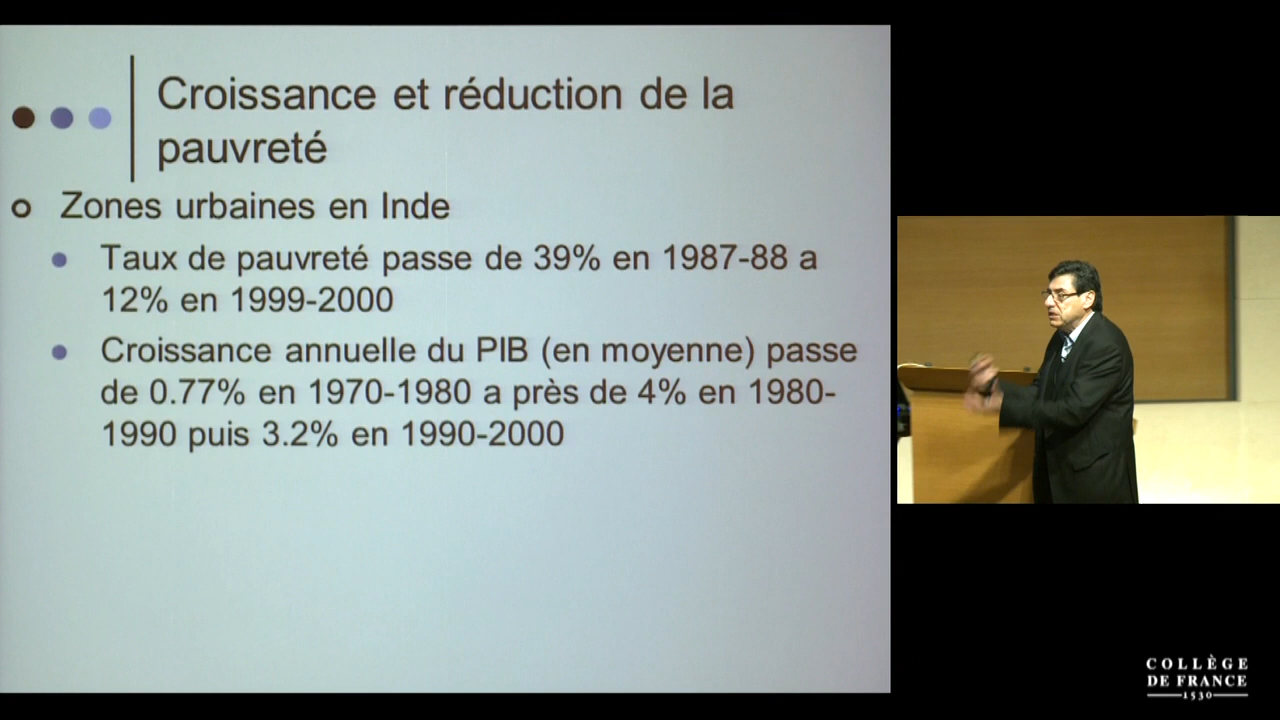 Croissance et réduction de la
pauvreté
Zones urbaines en Inde
Taux de pauvreté passe de 39% en 1987-88 a
12% en 1999-2000
Croissance annuelle du PIB (en moyenne) passe
de 0.77% en 1970-1980 a près de 4% en 1980-
1990 puis 3.2% en 1990-2000
COLLÈGE
DE FRANCE
1530